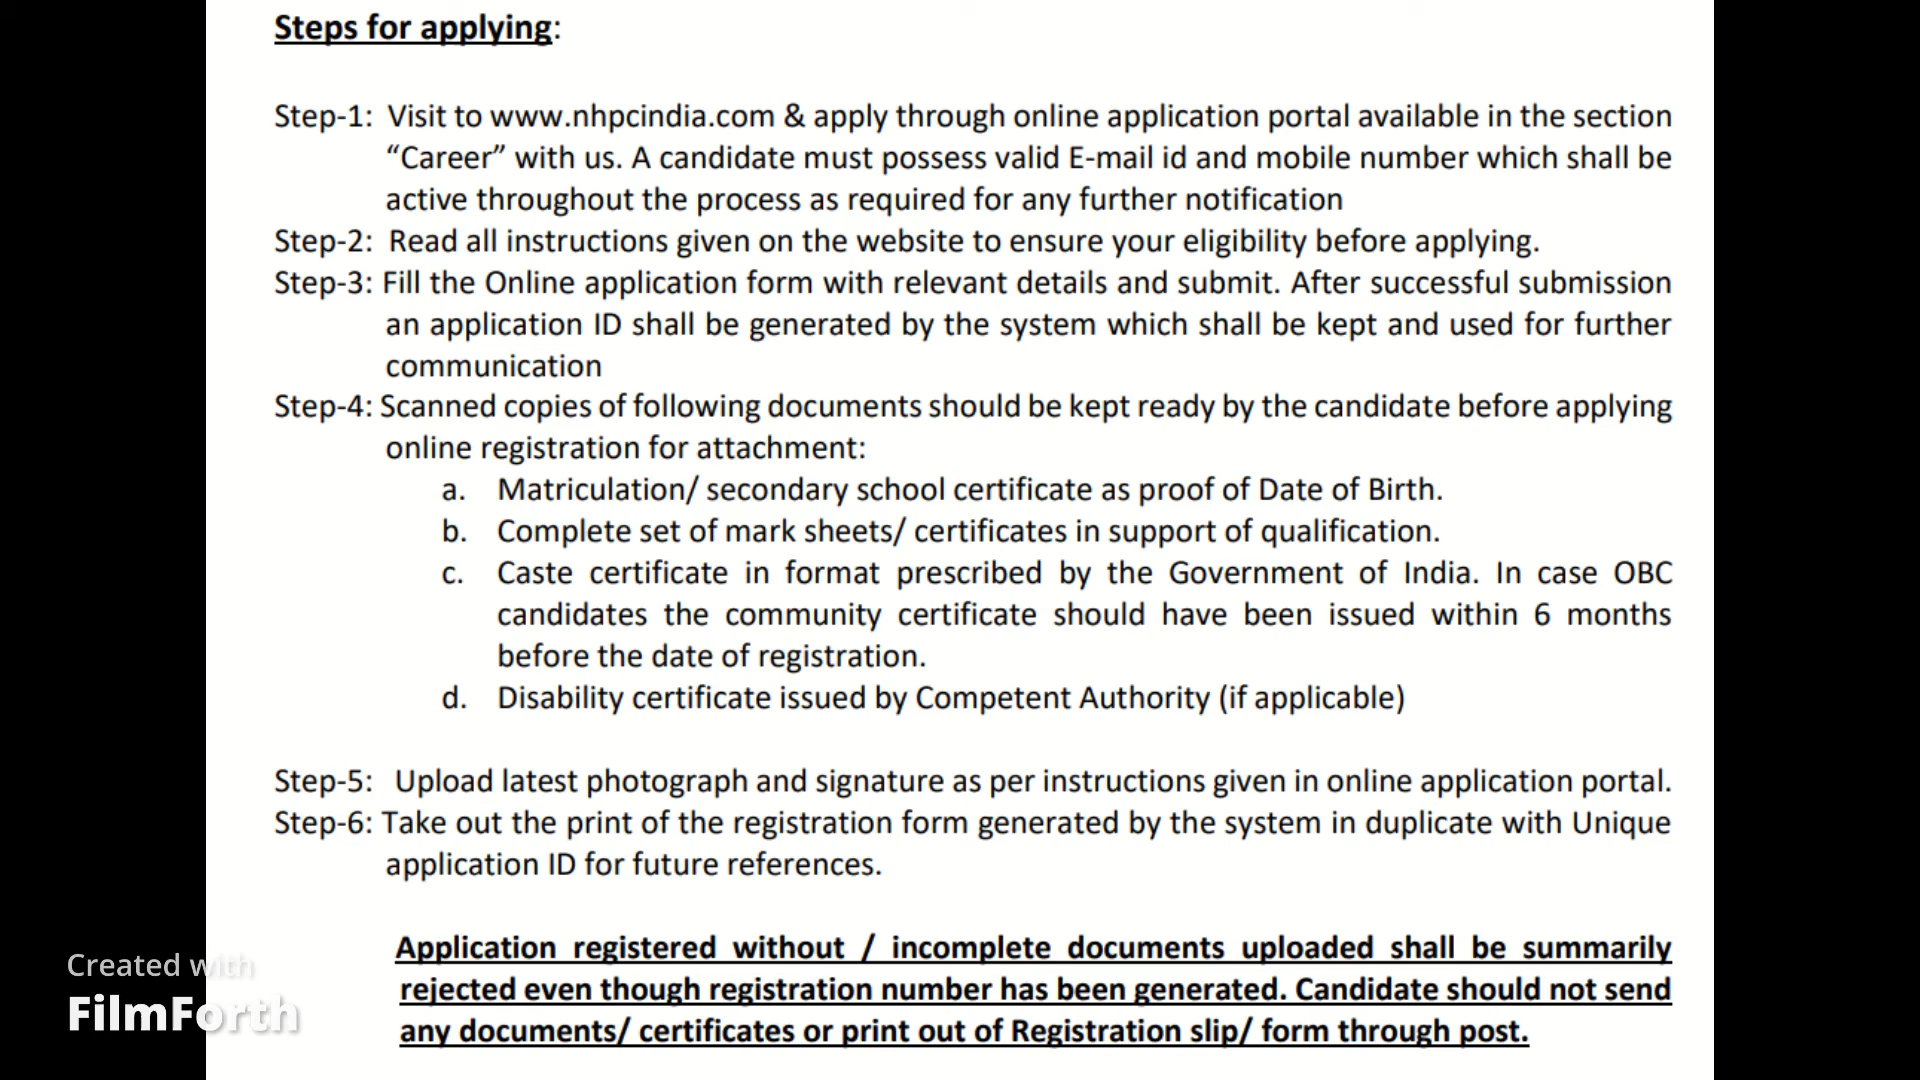 Steps for applying:
Step-1: Visit to www.nhpcindia.com & apply through online application portal available in the section
“Career” with us. A candidate must possess valid E-mail id and mobile number which shall be
active throughout the process as required for any further notification
Step-2: Read all instructions given on the website to ensure your eligibility before applying.
Step-3: Fill the Online application form with relevant details and submit. After successful submission
an application ID shall be generated by the system which shall be kept and used for further
communication
Step-4: Scanned copies of following documents should be kept ready by the candidate before applying
online registration for attachment:
a. Matriculation/ secondary school certificate as proof of Date of Birth.
b. Complete set of mark sheets/ certificates in support of qualification.
c. Caste certificate in format prescribed by the Government of India. In case OBC
candidates the community certificate should have been issued within 6 months
before the date of registration.
d. Disability certificate issued by Competent Authority (if applicable)
Step-5: Upload latest photograph and signature as per instructions given in online application portal.
Step-6: Take out the print of the registration form generated by the system in duplicate with Unique
application ID for future references.
Application registered without / incomplete documents uploaded shall be summarily
rejected even though registration number has been generated. Candidate should not send
any documents/ certificates or print out of Registration slip/ form through post.
Created with
FilmForth